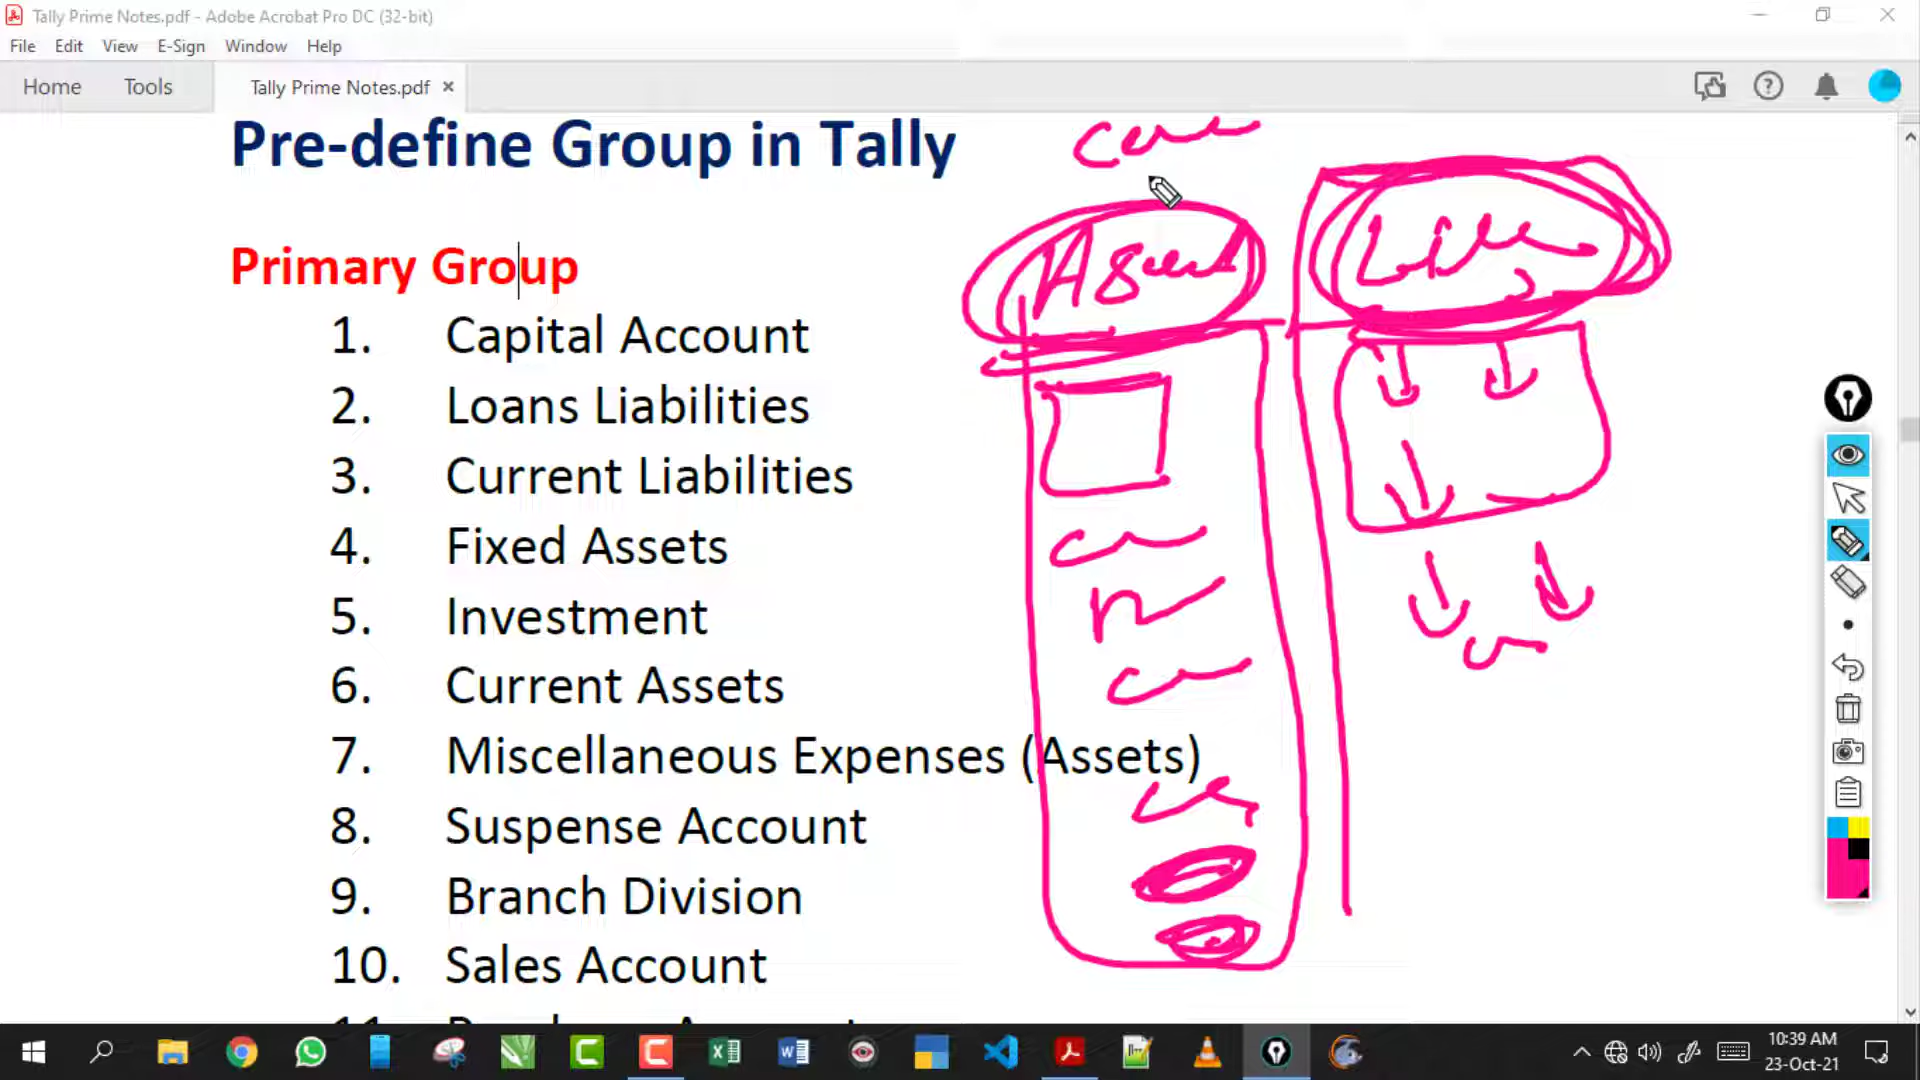 Tally Prime Notes.pdf - Adobe Acrobat Pro DC (32-bit)
File Edit View E-Sign Window Help
Home Tools Tally Prime Notes.pdf ×
Pre-define Group in Tally
Primary Group
1. Capital Account
2. Loans Liabilities
3. Current Liabilities
4. Fixed Assets
5. Investment
6. Current Assets
7. Miscellaneous Expenses (Assets)
8. Suspense Account
9. Branch Division
10. Sales Account
10:39 AM
23-Oct-21